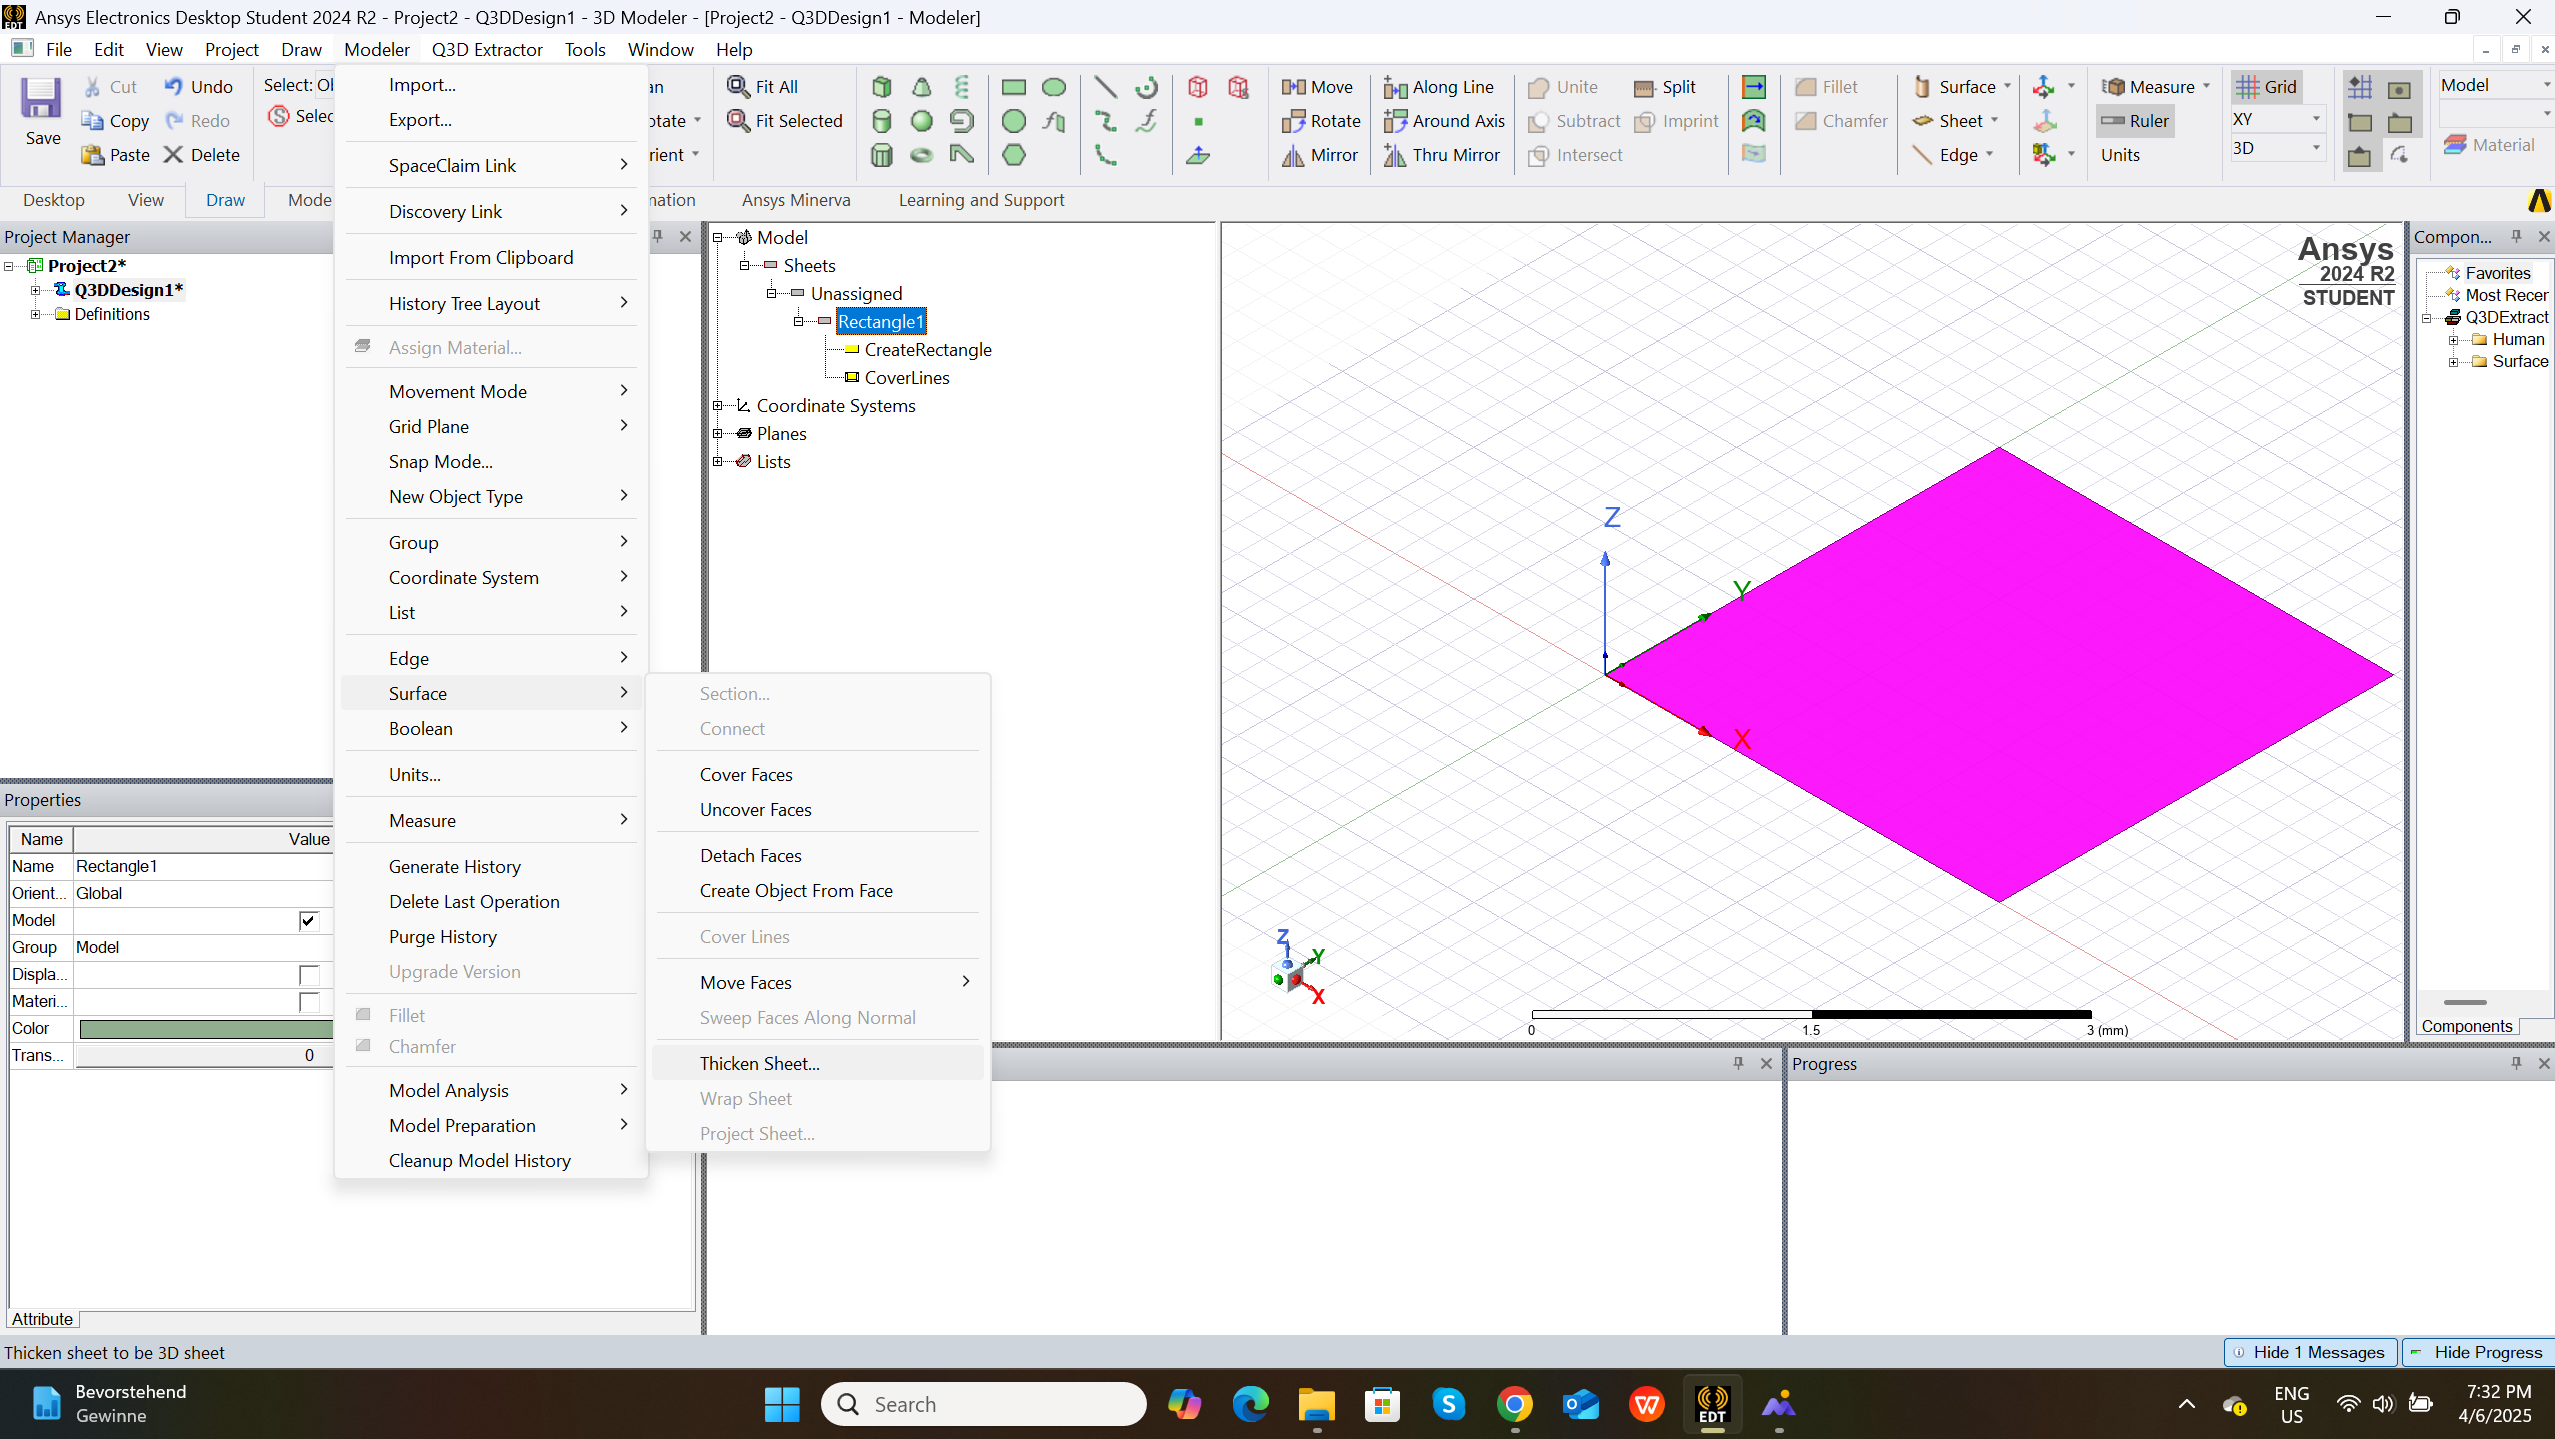 Ansys Electronics Desktop Student 2024 R2 - Project2 - Q3DDesign1 - 3D Modeler - [Project2 - Q3DDesign1 - Modeler]
File Edit View Project Draw Modeler Q3D Extractor Tools Window Help
Save
Cut
Copy
Paste
Undo
Redo
Delete
Select:
Fit All
Fit Selected
Move
Rotate
Mirror
Along Line
Around Axis
Thru Mirror
Unite
Subtract
Intersect
Split
Imprint
Fillet
Chamfer
Surface
Sheet
Edge
Measure
Ruler
Units
Grid
XY
3D
Model
Material
Desktop View Draw Mode mation Ansys Minerva Learning and Support
Import...
Export...
SpaceClaim Link
Discovery Link
Import From Clipboard
History Tree Layout
Assign Material...
Movement Mode
Grid Plane
Snap Mode...
New Object Type
Group
Coordinate System
List
Edge
Surface
Boolean
Units...
Measure
Generate History
Delete Last Operation
Purge History
Upgrade Version
Fillet
Chamfer
Model Analysis
Model Preparation
Cleanup Model History
Section...
Connect
Cover Faces
Uncover Faces
Detach Faces
Create Object From Face
Cover Lines
Move Faces
Sweep Faces Along Normal
Thicken Sheet...
Wrap Sheet
Project Sheet...
Project Manager
Project2*
Q3DDesign1*
Definitions
Model
Sheets
Unassigned
Rectangle1
CreateRectangle
CoverLines
Coordinate Systems
Planes
Lists
Ansys
2024 R2
STUDENT
Z
Y
X
Z
Y
X
0 1.5 3 (mm)
Compon...
Favorites
Most Recer
Q3DExtract
Human
Surface
Components
Properties
Name Value
Name Rectangle1
Orient... Global
Model
Group Model
Displa...
Materi...
Color
Trans... 0
Attribute
Progress
Thicken sheet to be 3D sheet
Hide 1 Messages
Hide Progress
Bevorstehend
Gewinne
Search
EDT
ENG
US
7:32 PM
4/6/2025